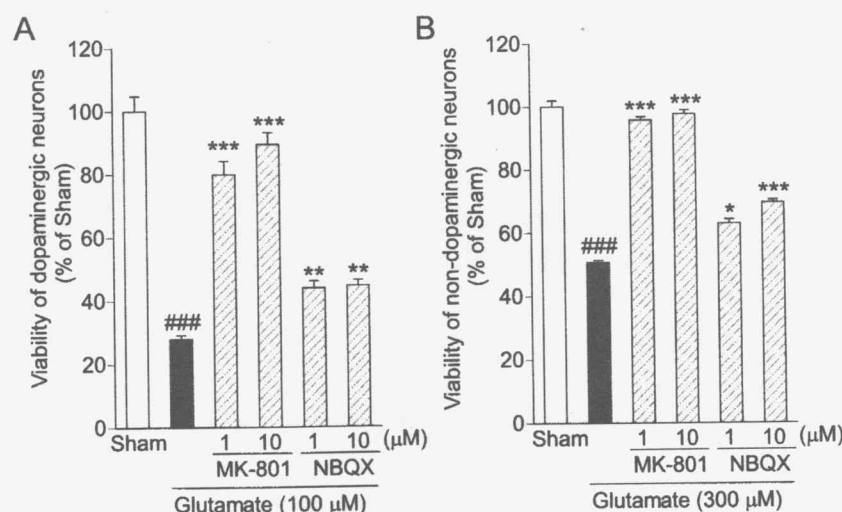 A
Viability of dopaminergic neurons
(% of Sham)
120
100
80
60
40
20
0
###
***
***
**
**
Sham
1
10
1
10
(μM)
MK-801
NBQX
Glutamate (100 μM)
B
Viability of non-dopaminergic neurons
(% of Sham)
120
100
80
60
40
20
0
###
***
***
*
***
Sham
1
10
1
10
(μM)
MK-801
NBQX
Glutamate (300 μM)